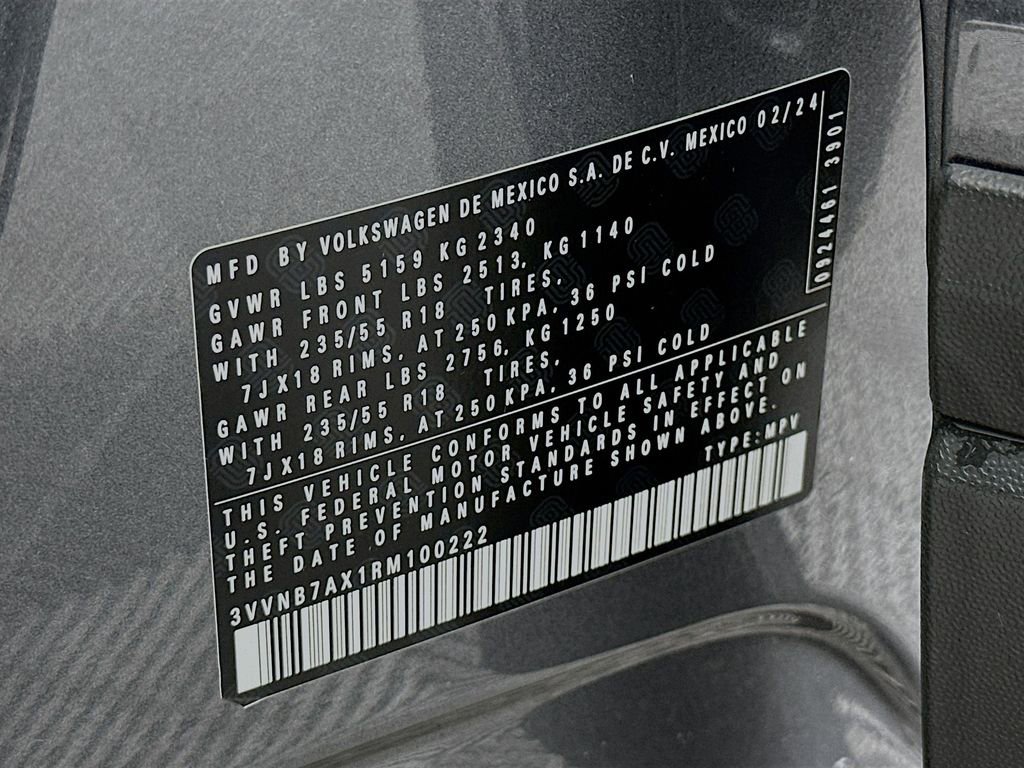 MFD BY VOLKSWAGEN DE MEXICO S.A. DE C.V. MEXICO 02/24
GVWR LBS 5159 KG 2340
GAWR FRONT LBS 2513, KG 1140
WITH 235/55 R18 TIRES,
7JX18 RIMS, AT 250 KPA, 36 PSI COLD
GAWR REAR LBS 2756, KG 1250
WITH 235/55 R18 TIRES,
7JX18 RIMS, AT 250 KPA, 36 PSI COLD
0924461 3901
THIS VEHICLE CONFORMS TO ALL APPLICABLE
U.S. FEDERAL MOTOR VEHICLE SAFETY AND
THEFT PREVENTION STANDARDS IN EFFECT ON
THE DATE OF MANUFACTURE SHOWN ABOVE.
3VVNB7AX1RM100222 TYPE: MPV